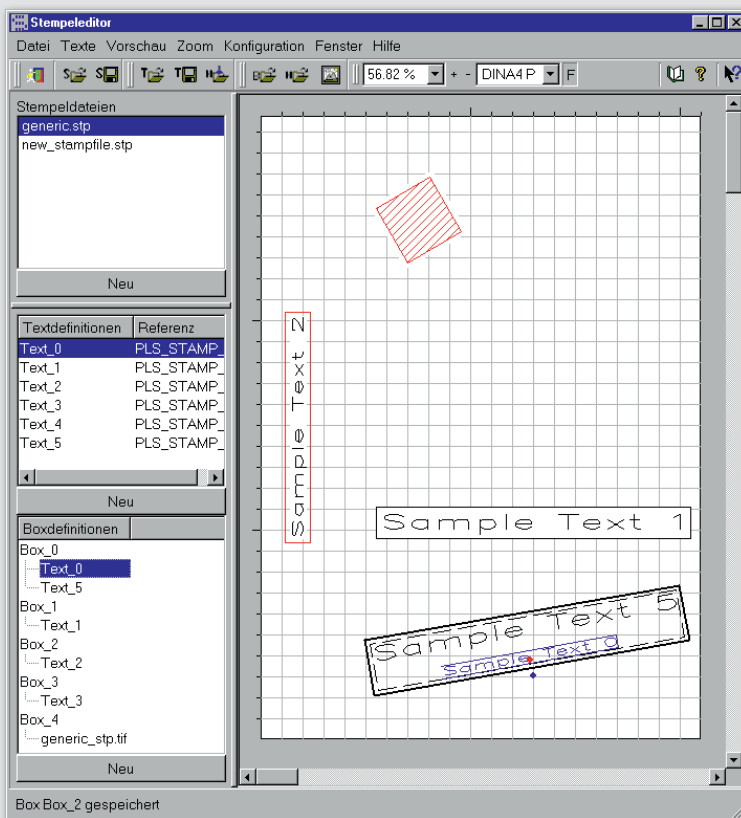 Stempeleditor
Datei Texte Vorschau Zoom Konfiguration Fenster Hilfe
S S T T H B H 56.82 % + - DINA4 P F
Stempeldateien
generic.stp
new_stampfile.stp
Neu
Textdefinitionen Referenz
Text_0 PLS_STAMP_
Text_1 PLS_STAMP_
Text_2 PLS_STAMP_
Text_3 PLS_STAMP_
Text_4 PLS_STAMP_
Text_5 PLS_STAMP_
Neu
Boxdefinitionen
Box_0
Text_0
Text_5
Box_1
Text_1
Box_2
Text_2
Box_3
Text_3
Box_4
generic_stp.tif
Neu
Sample Text 2
Sample Text 1
Sample Text 5
Sample Text 0
Box Box_2 gespeichert